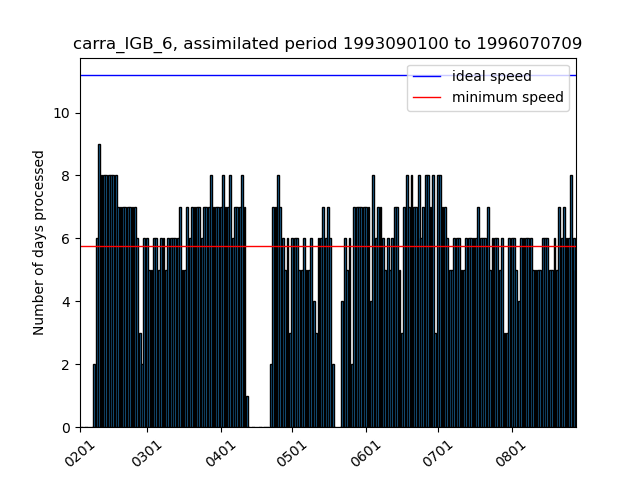 carra_IGB_6, assimilated period 1993090100 to 1996070709
ideal speed
minimum speed
Number of days processed
10
8
6
4
2
0
0201 0301 0401 0501 0601 0701 0801